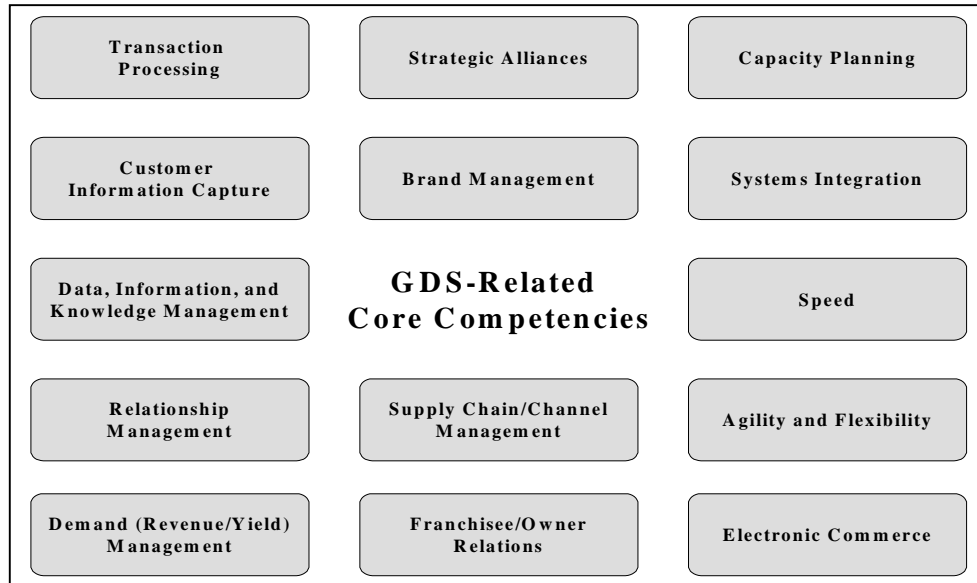 Transaction
Processing
Strategic Alliances
Capacity Planning
Customer
Information Capture
Brand Management
Systems Integration
Data, Information, and
Knowledge Management
GDS-Related
Core Competencies
Speed
Relationship
Management
Supply Chain/Channel
Management
Agility and Flexibility
Demand (Revenue/Yield)
Management
Franchisee/Owner
Relations
Electronic Commerce